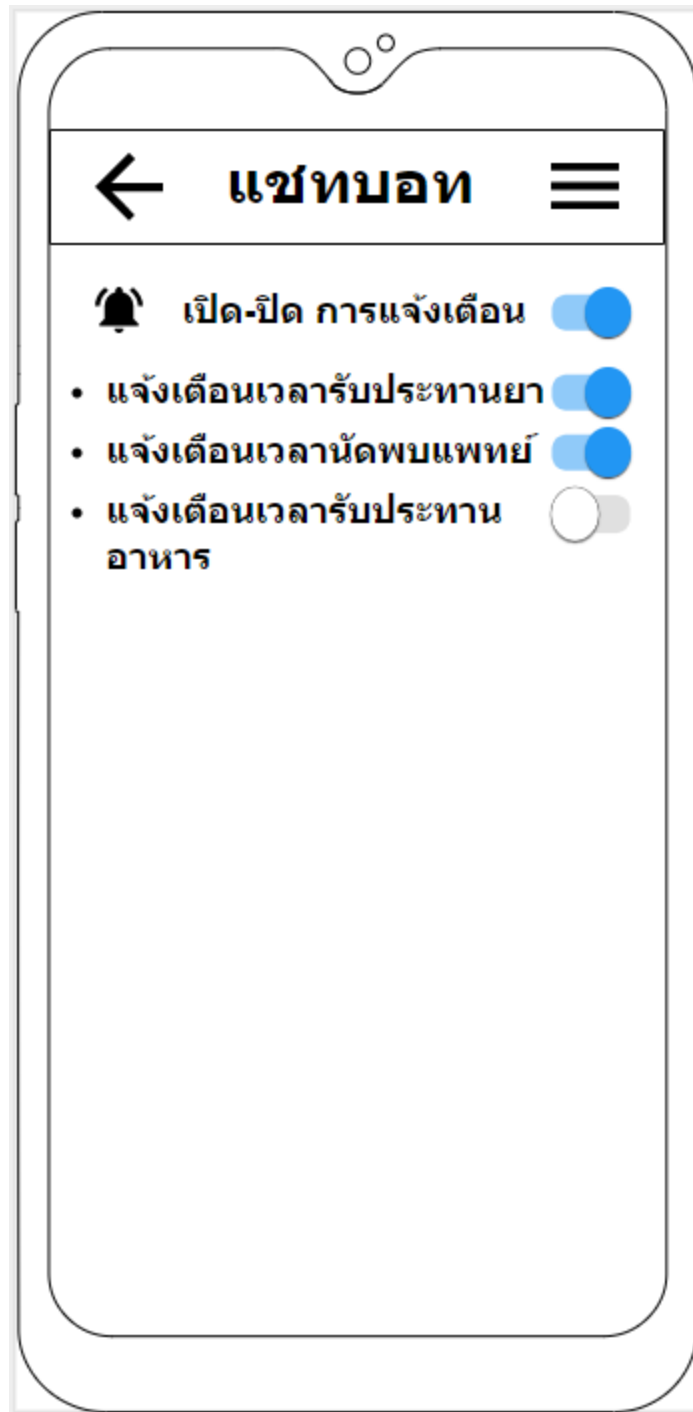 แชทบอท
เปิด-ปิด การแจ้งเตือน
• แจ้งเตือนเวลารับประทานยา
• แจ้งเตือนเวลานัดพบแพทย์
• แจ้งเตือนเวลารับประทาน
อาหาร